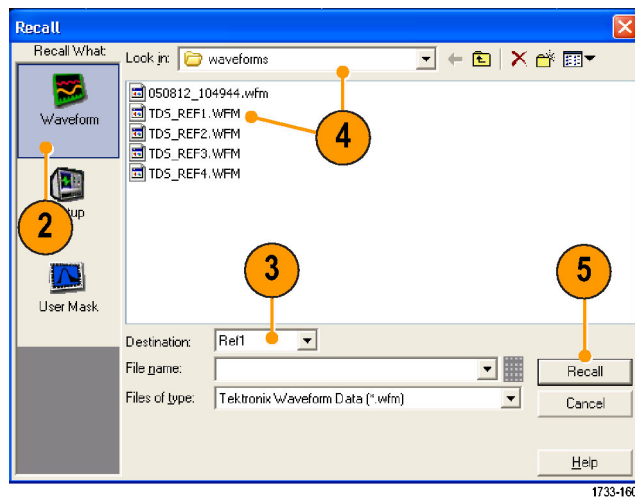 Recall
Recall What:
Look in: waveforms
Waveform
050812_104944.wfm
TDS_REF1.WFM
TDS_REF2.WFM
TDS_REF3.WFM
TDS_REF4.WFM
4
2
tup
User Mask
3
5
Destination: Ref1
File name:
Recall
Files of type: Tektronix Waveform Data (*.wfm)
Cancel
Help
1733-160